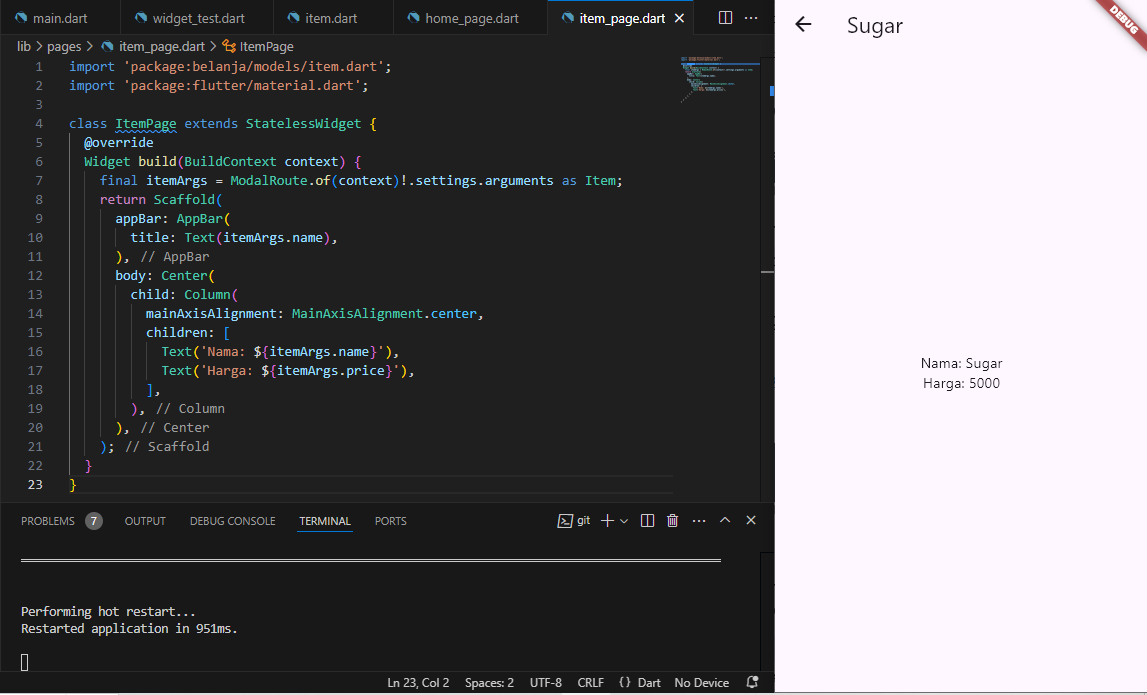 main.dart widget_test.dart item.dart home_page.dart item_page.dart
lib > pages > item_page.dart > ItemPage
1 import 'package:belanja/models/item.dart';
2 import 'package:flutter/material.dart';
3
4 class ItemPage extends StatelessWidget {
5 @override
6 Widget build(BuildContext context) {
7 final itemArgs = ModalRoute.of(context)!.settings.arguments as Item;
8 return Scaffold(
9 appBar: AppBar(
10 title: Text(itemArgs.name),
11 ), // AppBar
12 body: Center(
13 child: Column(
14 mainAxisAlignment: MainAxisAlignment.center,
15 children: [
16 Text('Nama: ${itemArgs.name}'),
17 Text('Harga: ${itemArgs.price}'),
18 ],
19 ), // Column
20 ), // Center
21 ); // Scaffold
22 }
23 }
PROBLEMS 7 OUTPUT DEBUG CONSOLE TERMINAL PORTS git
Performing hot restart...
Restarted application in 951ms.
Ln 23, Col 2 Spaces: 2 UTF-8 CRLF {} Dart No Device
Sugar
DEBUG
Nama: Sugar
Harga: 5000